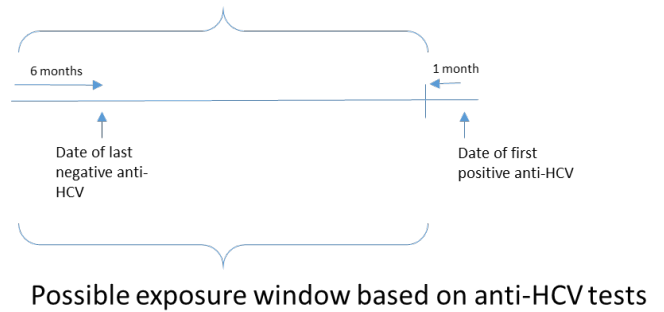 6 months
1 month
Date of last
negative anti-
HCV
Date of first
positive anti-HCV
Possible exposure window based on anti-HCV tests